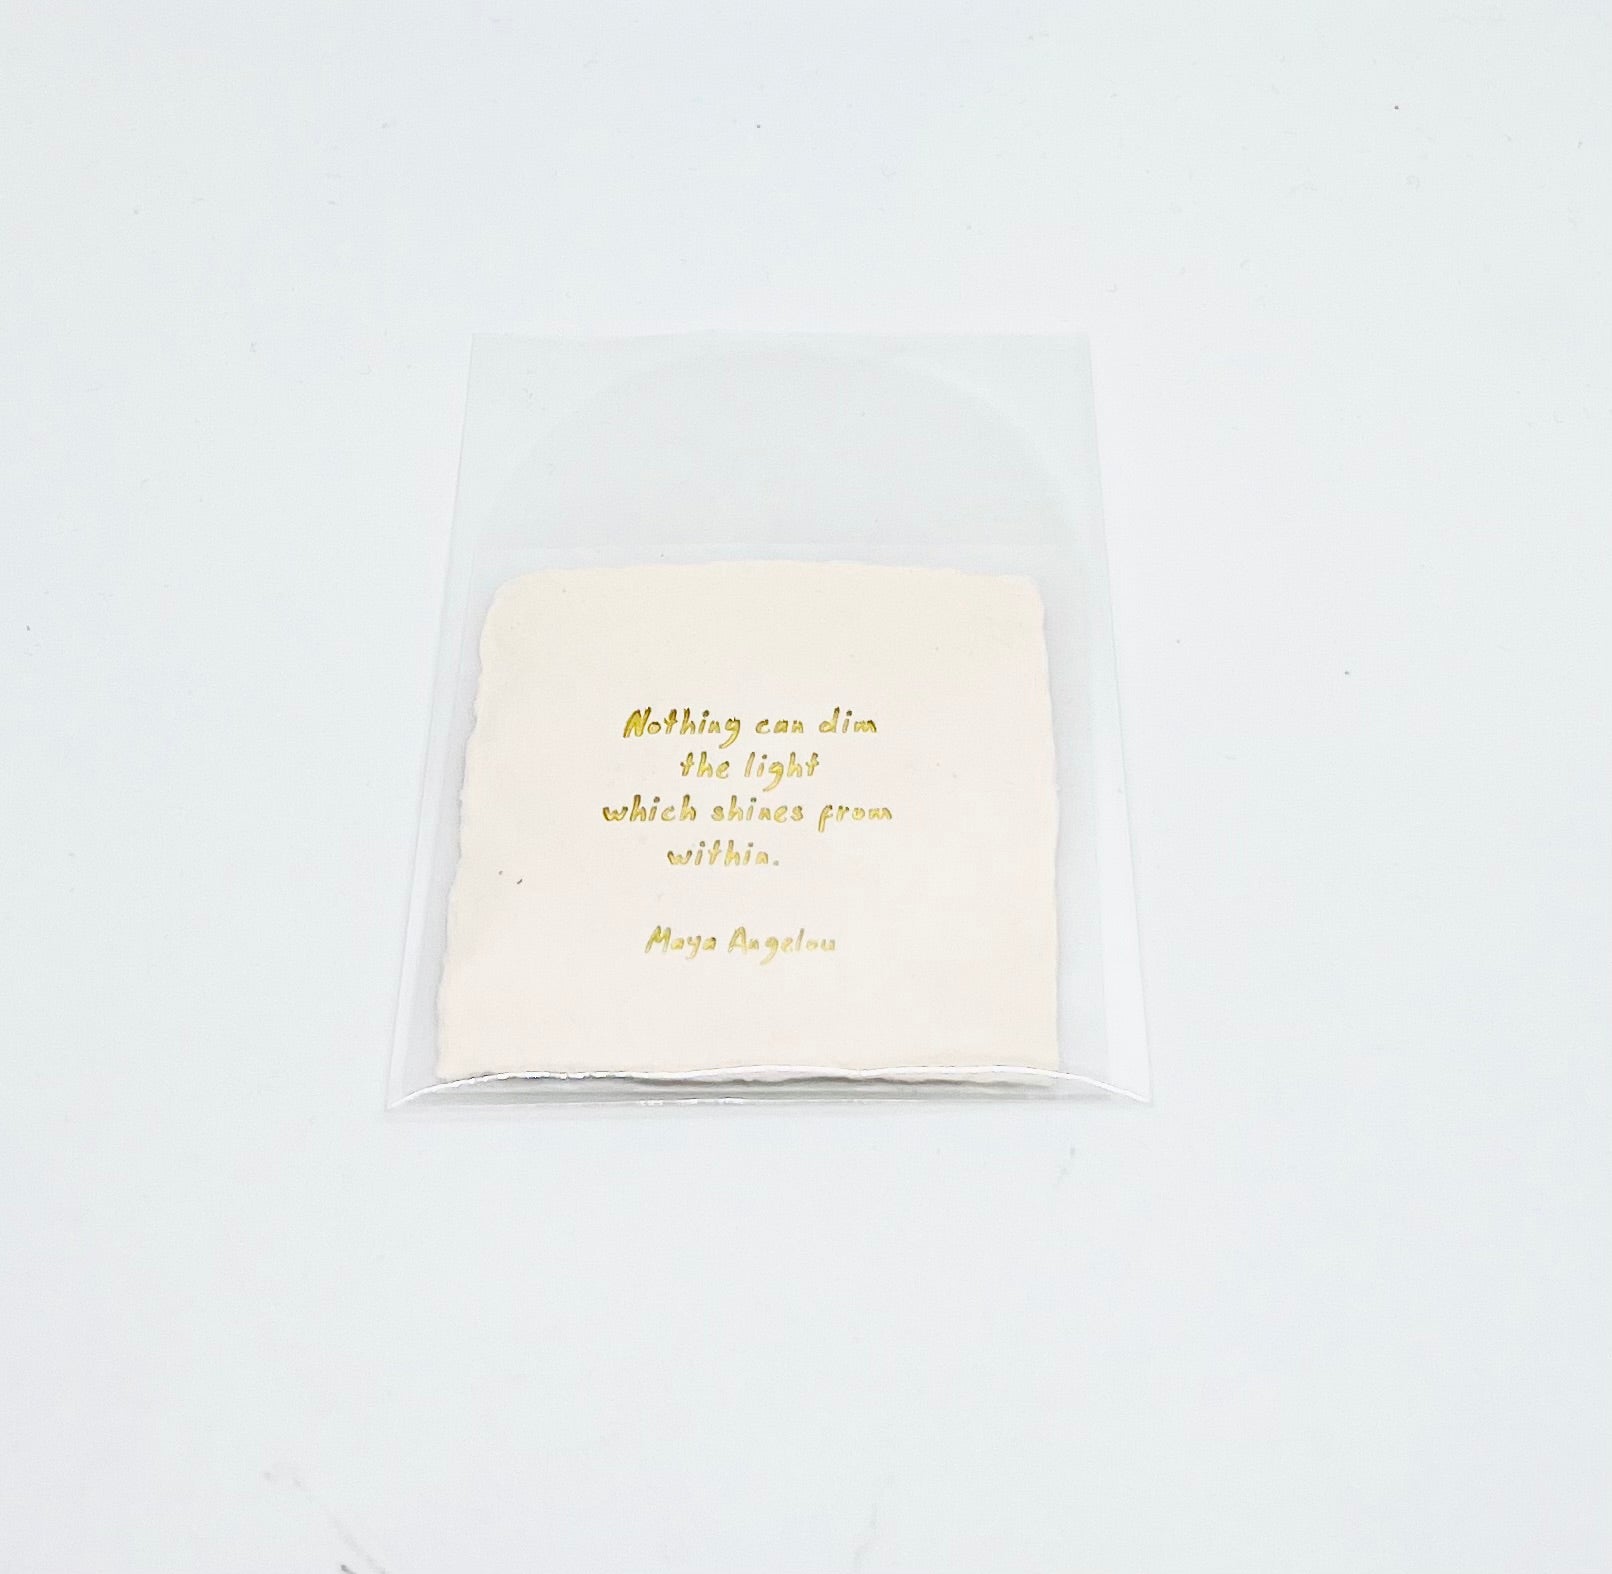 Nothing can dim
the light
which shines from
within.
Maya Angelou